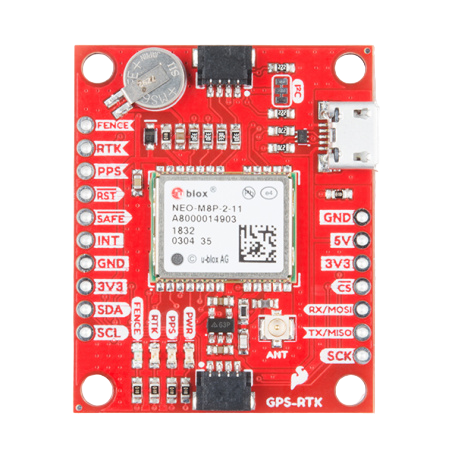 I²C
FENCE
RTK
PPS
RST
SAFE
INT
GND
3V3
SDA
SCL
blox
NEO-M8P-2-11
A8000014903
1832
0304 35
u-blox AG
GND
5V
3V3
CS
RX/MOSI
TX/MISO
SCK
FENCE
RTK
PPS
PWR
ANT
GPS-RTK